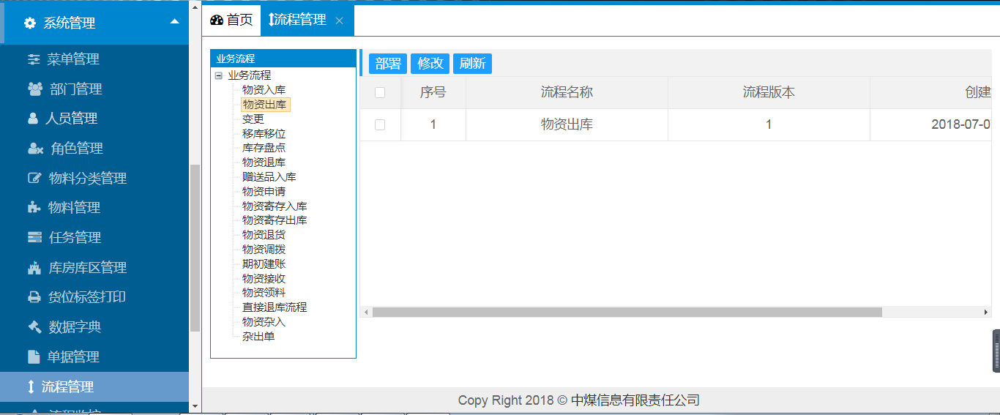 系统管理
菜单管理
部门管理
人员管理
角色管理
物料分类管理
物料管理
任务管理
库房库区管理
货位标签打印
数据字典
单据管理
流程管理
首页 流程管理 ×
业务流程
业务流程
物资入库
物资出库
变更
移库移位
库存盘点
物资退库
赠送品入库
物资申请
物资寄存入库
物资寄存出库
物资退货
物资调拨
期初建账
物资接收
物资领料
直接退库流程
物资杂入
杂出单
部署 修改 刷新
序号 流程名称 流程版本 创建
1 物资出库 1 2018-07-0
Copy Right 2018 © 中煤信息有限责任公司